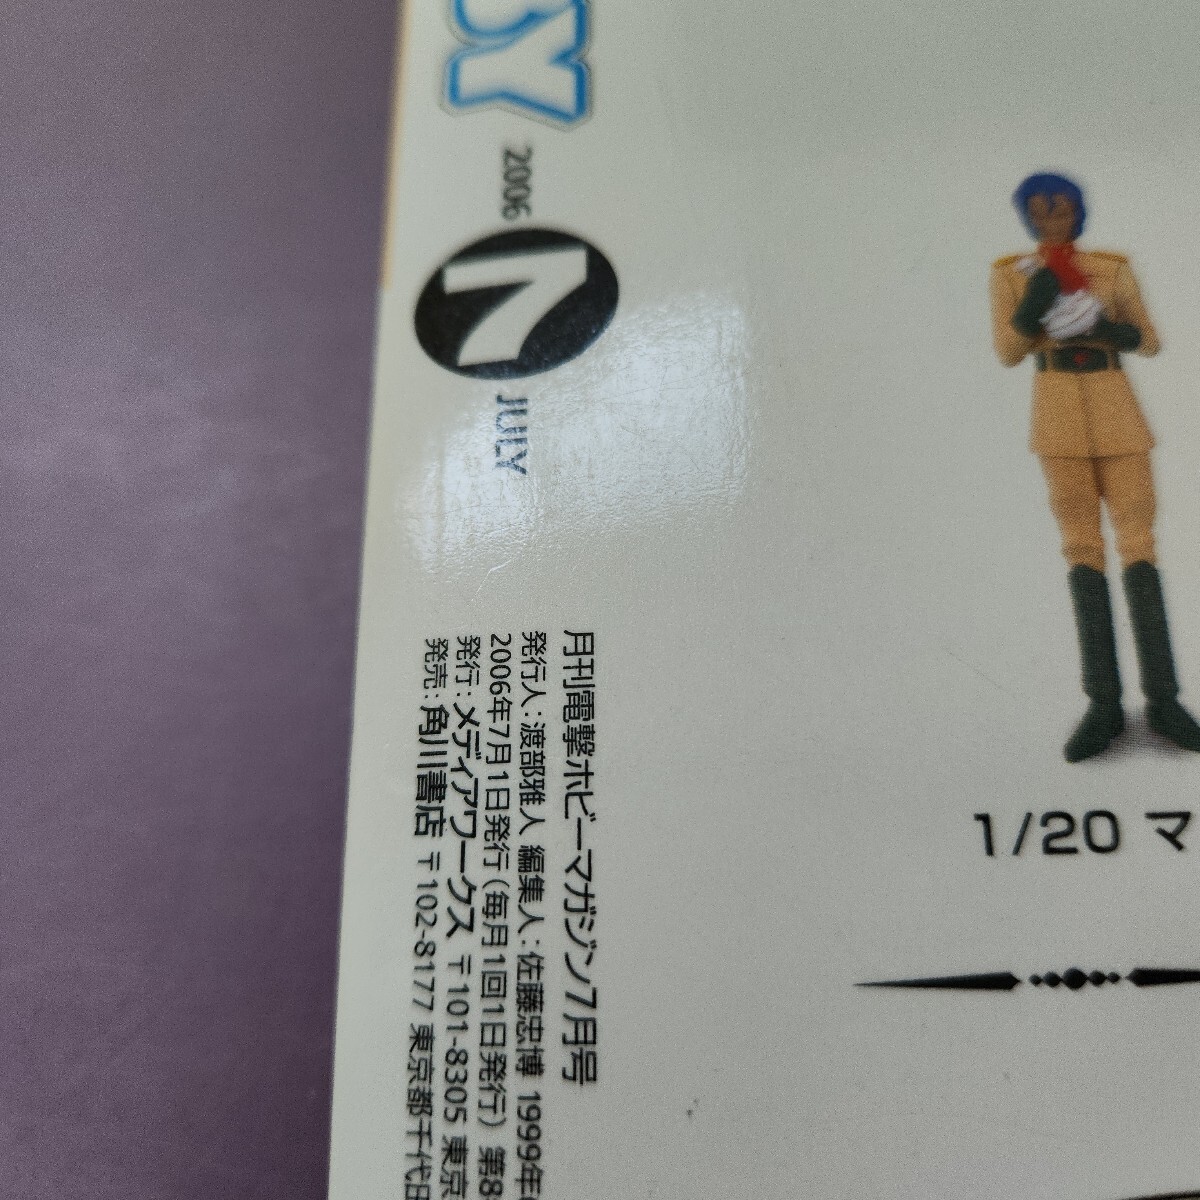 SY
2006
7
JULY
月刊電撃ホビーマガジン7月号
発行人:渡部雅人 編集人:佐藤忠博 1999年
2006年7月1日発行(毎月1回1日発行) 第8
発行:メディアワークス 〒101-8305 東京
発売:角川書店 〒102-8177 東京都千代田
1/20 マ